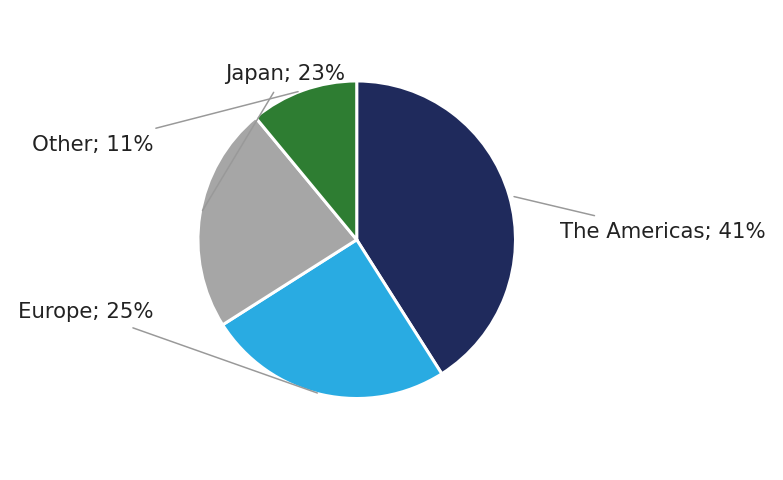 Japan; 23%
Other; 11%
The Americas; 41%
Europe; 25%